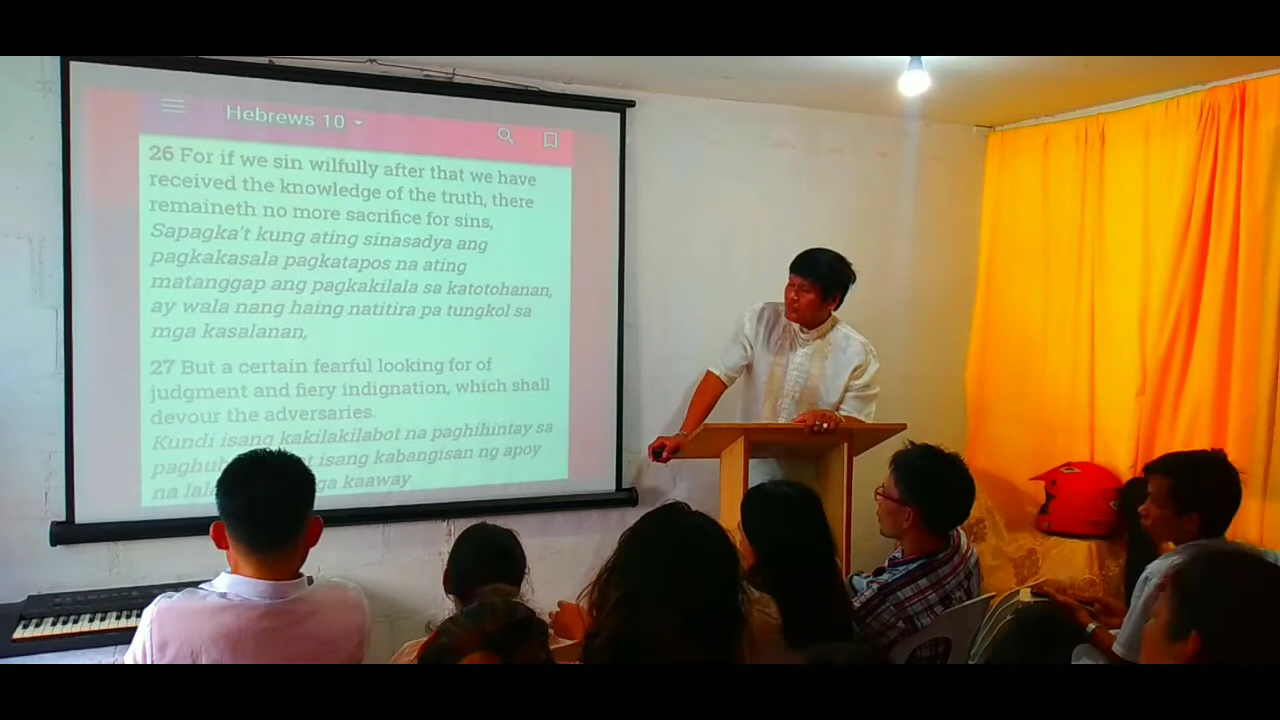 Hebrews 10
26 For if we sin wilfully after that we have
received the knowledge of the truth, there
remaineth no more sacrifice for sins,
Sapagka't kung ating sinasadya ang
pagkakasala pagkatapos na ating
matanggap ang pagkakilala sa katotohanan,
ay wala nang haing natitira pa tungkol sa
mga kasalanan,
27 But a certain fearful looking for of
judgment and fiery indignation, which shall
devour the adversaries.
Kundi isang kakilakilabot na paghihintay sa
isang kabangisan ng apoy
na kaaway.